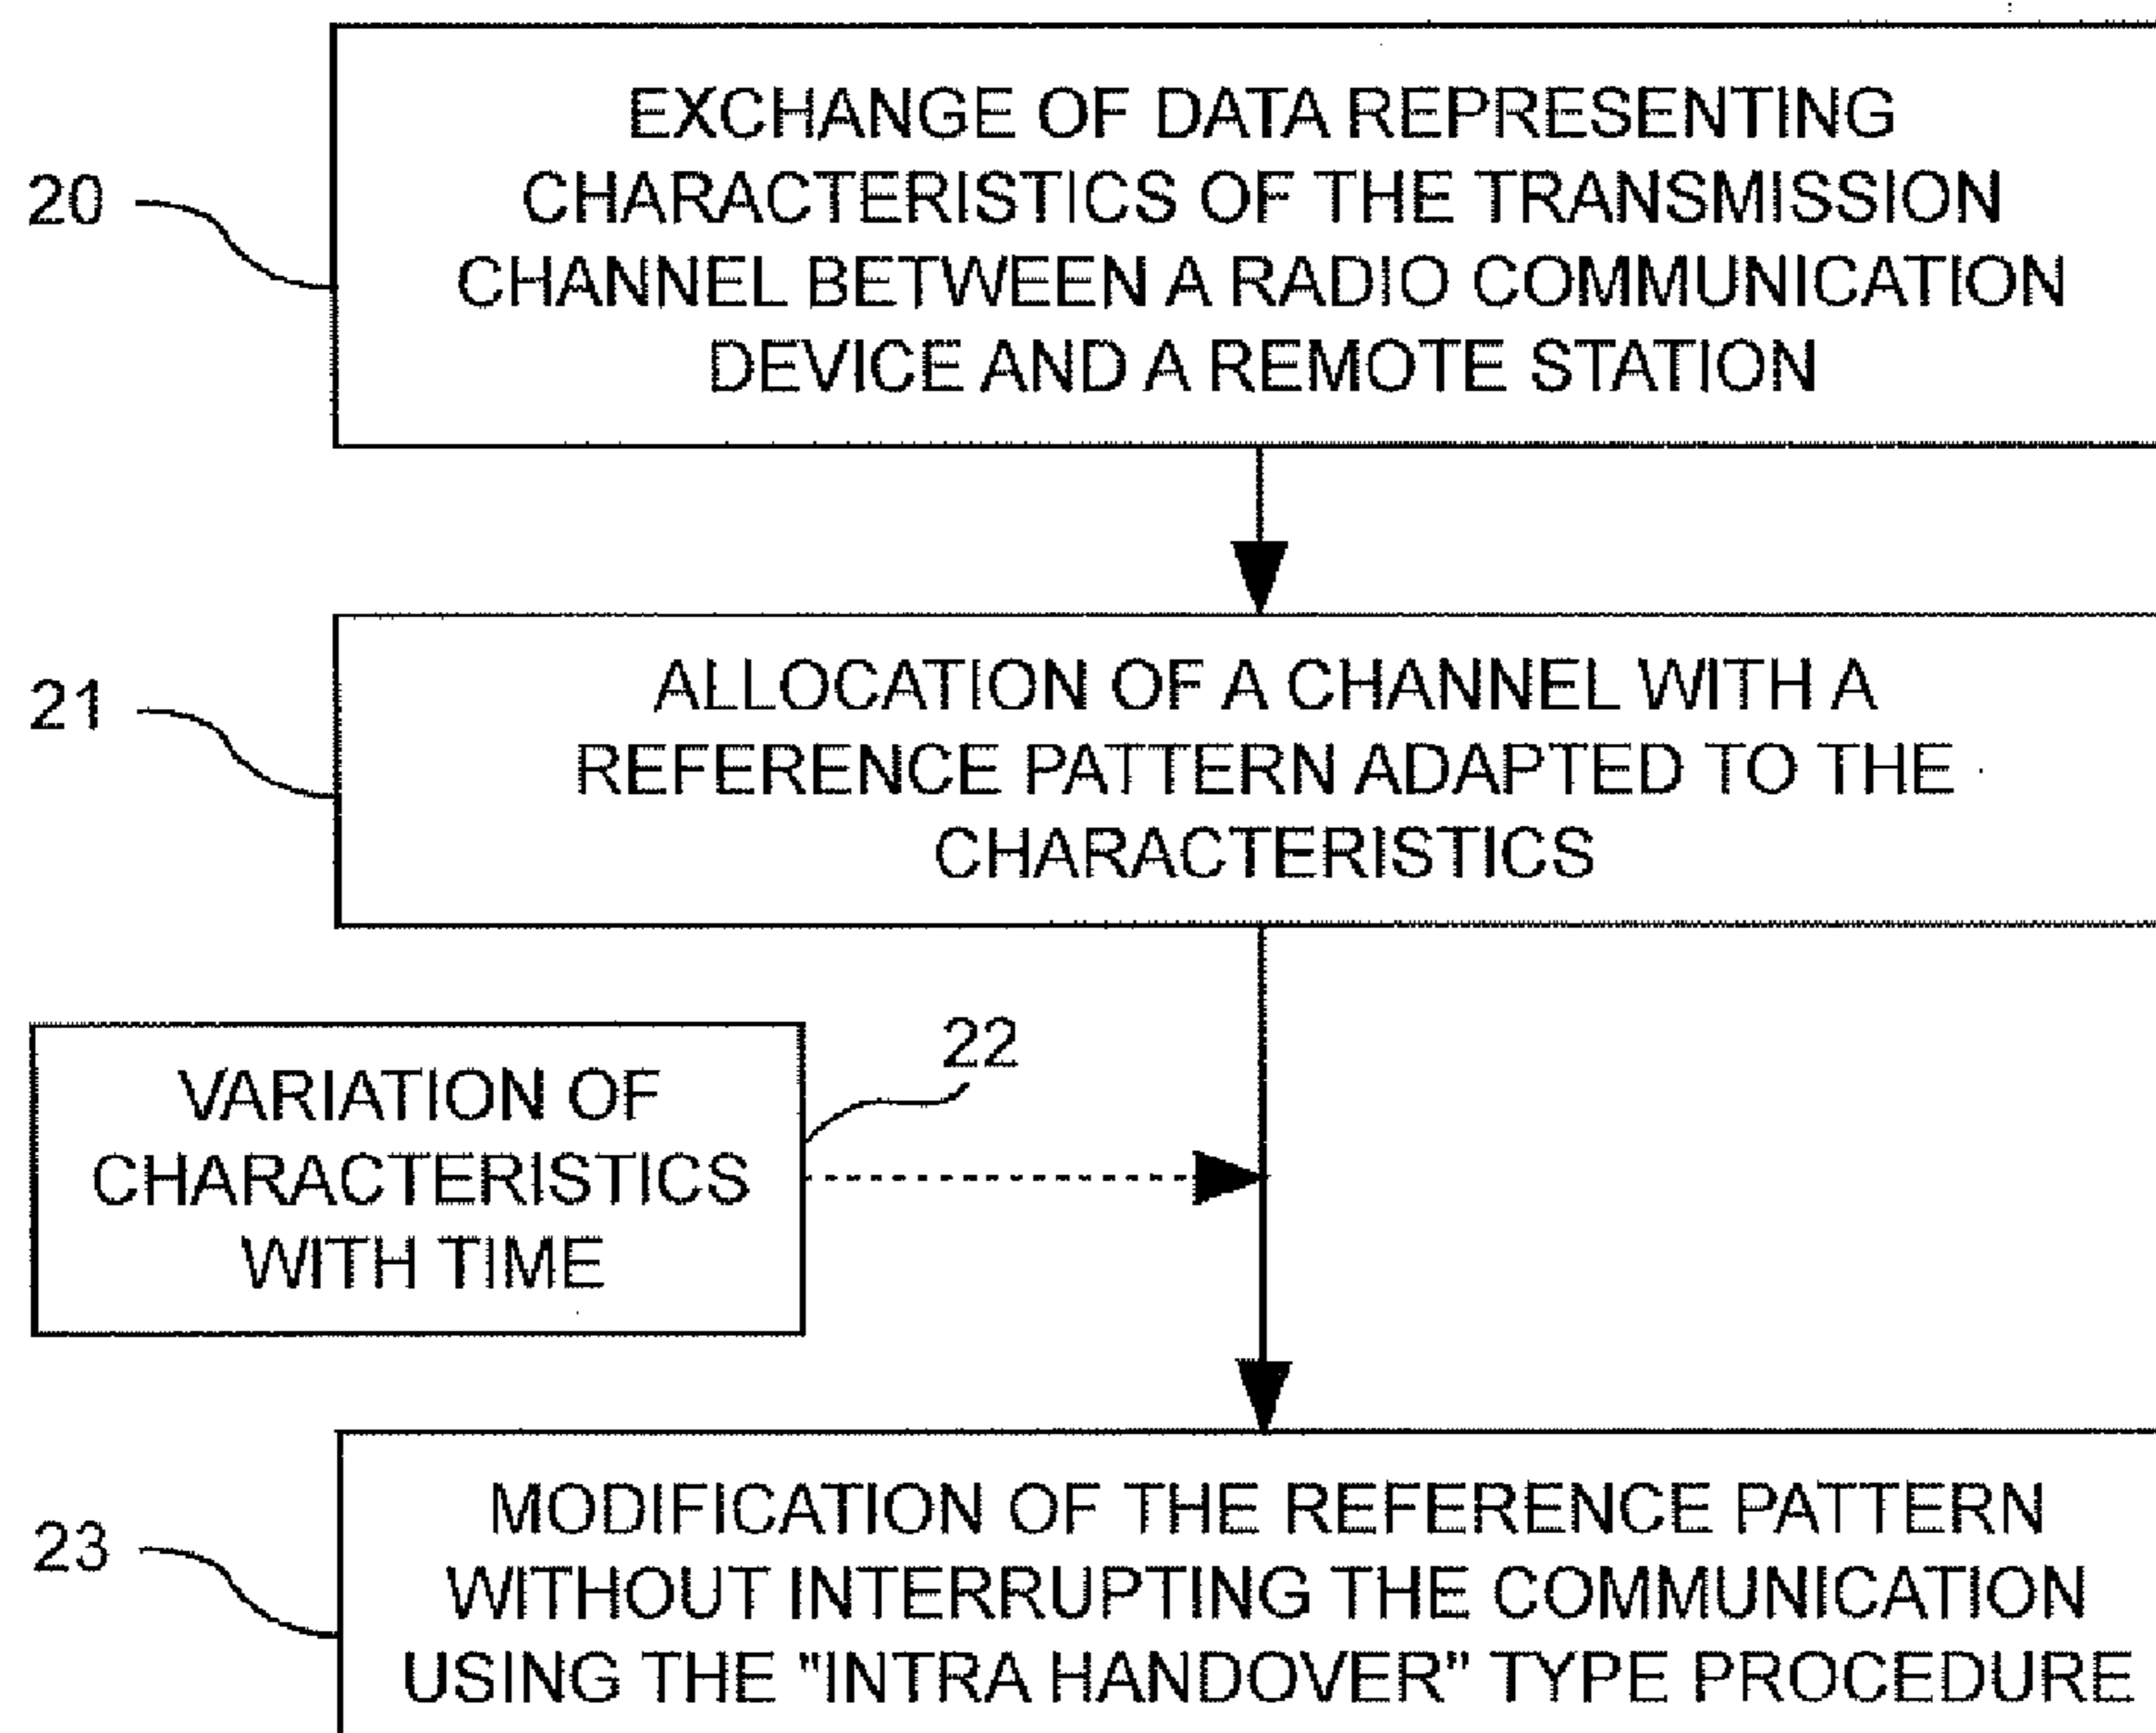 EXCHANGE OF DATA REPRESENTING
CHARACTERISTICS OF THE TRANSMISSION
CHANNEL BETWEEN A RADIO COMMUNICATION
DEVICE AND A REMOTE STATION
20
ALLOCATION OF A CHANNEL WITH A
REFERENCE PATTERN ADAPTED TO THE
CHARACTERISTICS
21
VARIATION OF
CHARACTERISTICS
WITH TIME
22
MODIFICATION OF THE REFERENCE PATTERN
WITHOUT INTERRUPTING THE COMMUNICATION
USING THE "INTRA HANDOVER" TYPE PROCEDURE
23